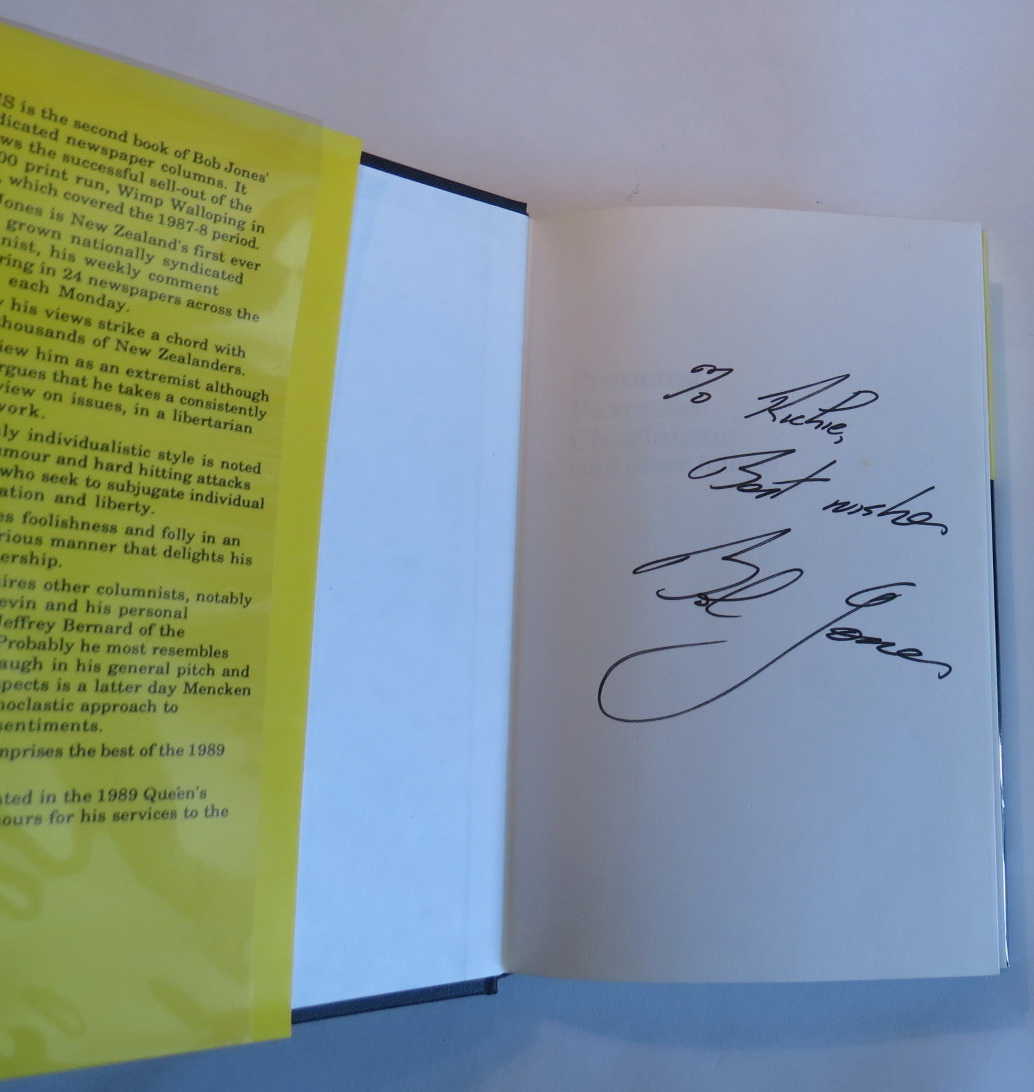 S is the second book of Bob Jones'
dicated newspaper columns. It
ws the successful sell-out of the
00 print run, Wimp Walloping in
, which covered the 1987-8 period.
Jones is New Zealand's first ever
grown nationally syndicated
nist, his weekly comment
ring in 24 newspapers across the
each Monday.
y his views strike a chord with
thousands of New Zealanders.
iew him as an extremist although
rgues that he takes a consistently
view on issues, in a libertarian
work.
ly individualistic style is noted
umour and hard hitting attacks
who seek to subjugate individual
ation and liberty.
es foolishness and folly in an
rious manner that delights his
ership.
ires other columnists, notably
evin and his personal
Jeffrey Bernard of the
Probably he most resembles
augh in his general pitch and
pects is a latter day Mencken
noclastic approach to
sentiments.
mprises the best of the 1989
ted in the 1989 Queen's
ours for his services to the
To Richie,
Best wishes
Bob Jones